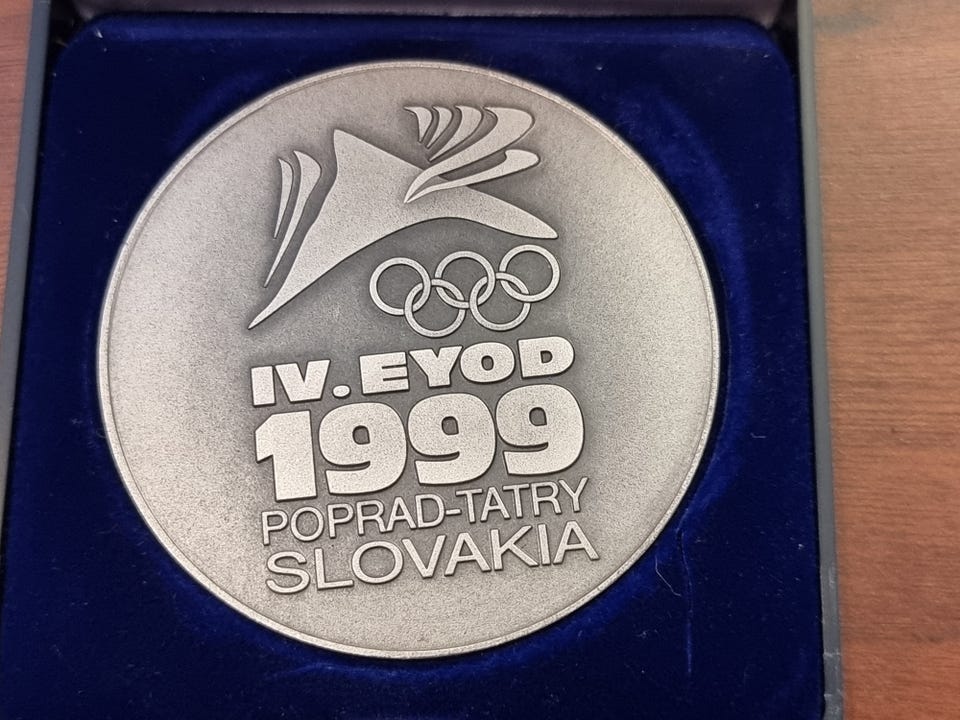 IV. EYOD
1999
POPRAD-TATRY
SLOVAKIA